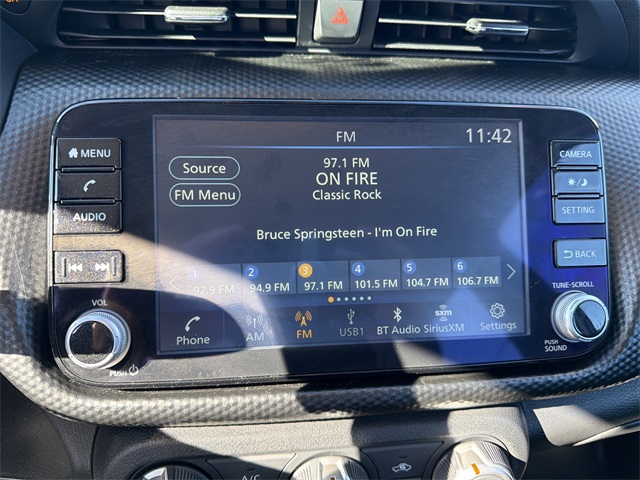 FM 11:42
MENU
AUDIO
VOL
PUSH
Source
FM Menu
97.1 FM
ON FIRE
Classic Rock
Bruce Springsteen - I'm On Fire
1 2 3 4 5 6
92.9 FM 94.9 FM 97.1 FM 101.5 FM 104.7 FM 106.7 FM
Phone AM FM USB1 BT Audio SiriusXM Settings
sxm
CAMERA
SETTING
BACK
TUNE·SCROLL
PUSH
SOUND
A/C